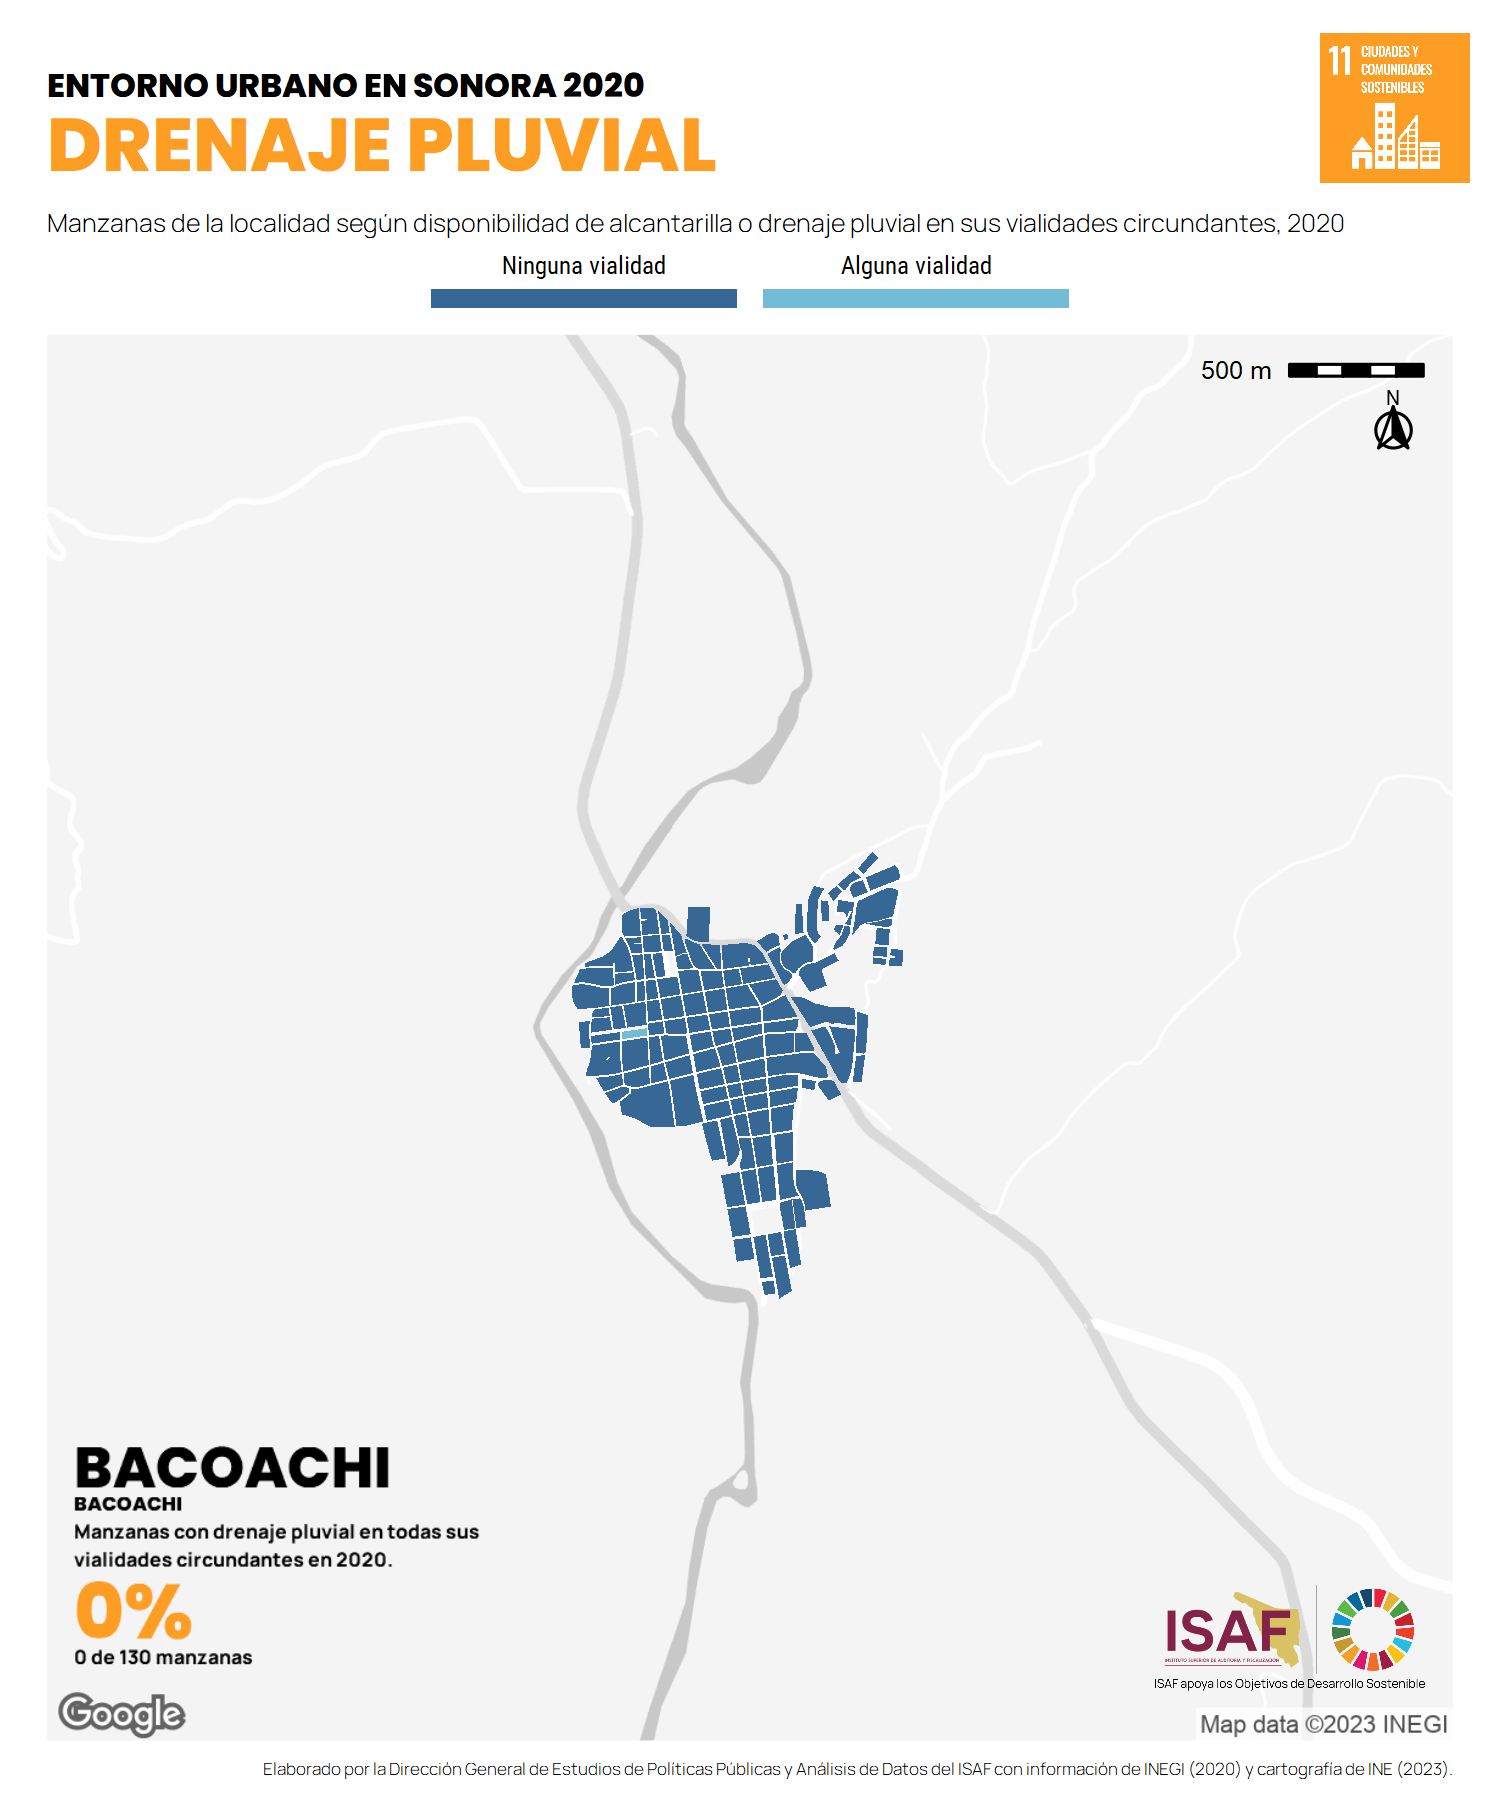 ENTORNO URBANO EN SONORA 2020
DRENAJE PLUVIAL
11 CIUDADES Y
COMUNIDADES
SOSTENIBLES
Manzanas de la localidad según disponibilidad de alcantarilla o drenaje pluvial en sus vialidades circundantes, 2020
Ninguna vialidad
Alguna vialidad
500 m
N
BACOACHI
BACOACHI
Manzanas con drenaje pluvial en todas sus
vialidades circundantes en 2020.
0%
0 de 130 manzanas
ISAF
INSTITUTO SUPERIOR DE AUDITORÍA Y FISCALIZACIÓN
ISAF apoya los Objetivos de Desarrollo Sostenible
Google
Map data ©2023 INEGI
Elaborado por la Dirección General de Estudios de Políticas Públicas y Análisis de Datos del ISAF con información de INEGI (2020) y cartografía de INE (2023).